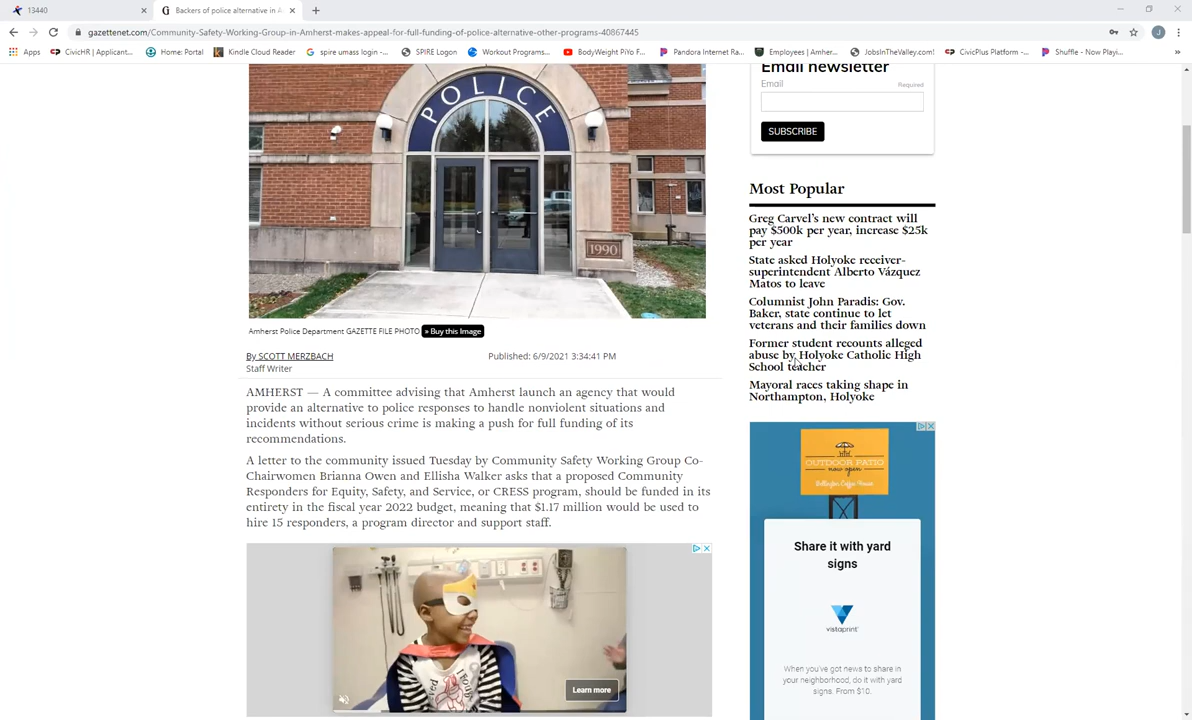 13440
Backers of police alternative in A
gazettenet.com/Community-Safety-Working-Group-in-Amherst-makes-appeal-for-full-funding-of-police-alternative-other-programs-40867445
J
Apps
CP CivicHR | Applicant...
Home: Portal
Kindle Cloud Reader
spire umass login -...
SPIRE Logon
Workout Programs...
BodyWeight PiYo F...
Pandora Internet Ra...
Employees | Amher...
JobsInTheValley.com!
CP CivicPlus Platform -...
Shuffle - Now Playi...
»
POLICE
1990
Amherst Police Department GAZETTE FILE PHOTO » Buy this Image
By SCOTT MERZBACH
Staff Writer
Published: 6/9/2021 3:34:41 PM
AMHERST — A committee advising that Amherst launch an agency that would
provide an alternative to police responses to handle nonviolent situations and
incidents without serious crime is making a push for full funding of its
recommendations.
A letter to the community issued Tuesday by Community Safety Working Group Co-
Chairwomen Brianna Owen and Ellisha Walker asks that a proposed Community
Responders for Equity, Safety, and Service, or CRESS program, should be funded in its
entirety in the fiscal year 2022 budget, meaning that $1.17 million would be used to
hire 15 responders, a program director and support staff.
Learn more
Email newsletter
Email Required
SUBSCRIBE
Most Popular
Greg Carvel's new contract will
pay $500k per year, increase $25k
per year
State asked Holyoke receiver-
superintendent Alberto Vázquez
Matos to leave
Columnist John Paradis: Gov.
Baker, state continue to let
veterans and their families down
Former student recounts alleged
abuse by Holyoke Catholic High
School teacher
Mayoral races taking shape in
Northampton, Holyoke
OUTDOOR PATIO
now open
Bellington Coffee House
Share it with yard
signs
vistaprint
When you've got news to share in
your neighborhood, do it with yard
signs. From $10.